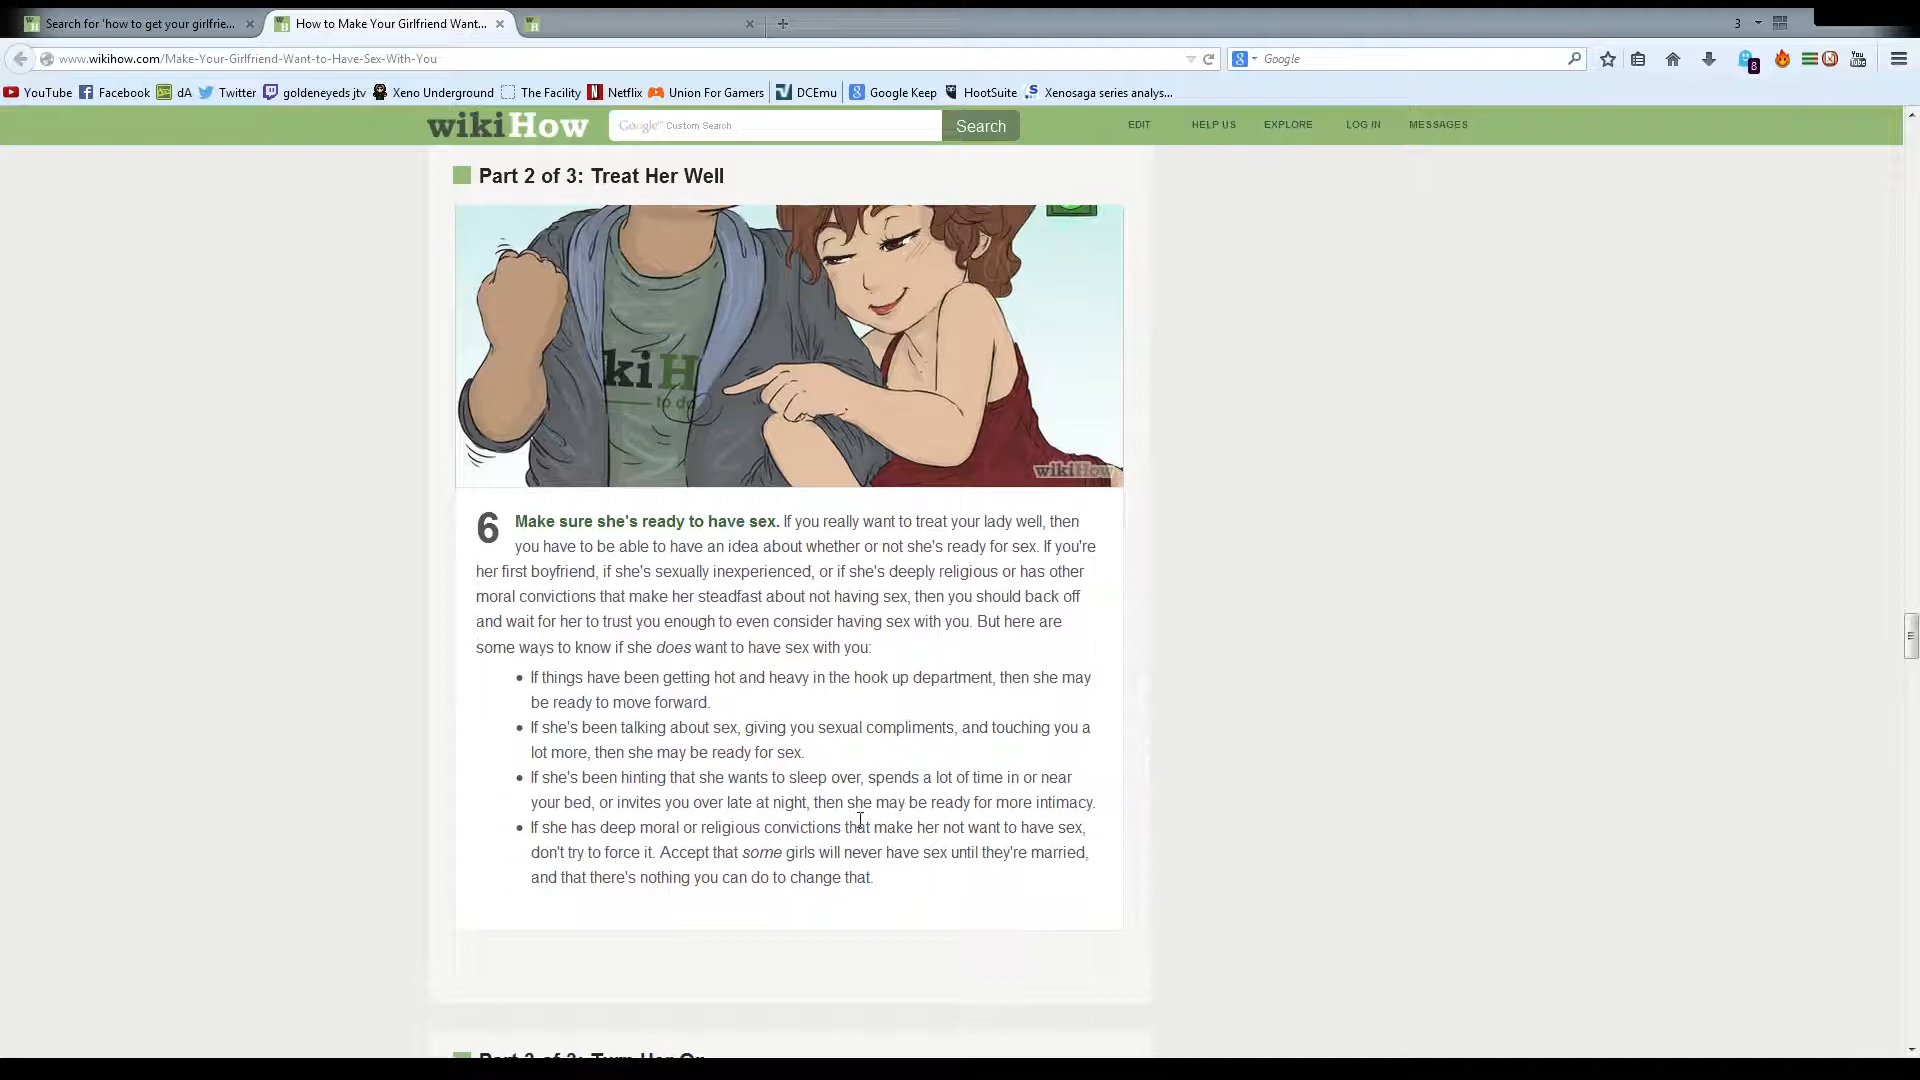 Search for 'how to get your girlfrie...
How to Make Your Girlfriend Want...
3
www.wikihow.com/Make-Your-Girlfriend-Want-to-Have-Sex-With-You
Google
8
YouTube Facebook dA Twitter goldeneyeds jtv Xeno Underground The Facility Netflix Union For Gamers DCEmu Google Keep HootSuite Xenosaga series analys...
wikiHow Google™ Custom Search Search EDIT HELP US EXPLORE LOG IN MESSAGES
Part 2 of 3: Treat Her Well
kiH
to do
wikiHow
6 Make sure she's ready to have sex. If you really want to treat your lady well, then
you have to be able to have an idea about whether or not she's ready for sex. If you're
her first boyfriend, if she's sexually inexperienced, or if she's deeply religious or has other
moral convictions that make her steadfast about not having sex, then you should back off
and wait for her to trust you enough to even consider having sex with you. But here are
some ways to know if she does want to have sex with you:
• If things have been getting hot and heavy in the hook up department, then she may
be ready to move forward.
• If she's been talking about sex, giving you sexual compliments, and touching you a
lot more, then she may be ready for sex.
• If she's been hinting that she wants to sleep over, spends a lot of time in or near
your bed, or invites you over late at night, then she may be ready for more intimacy.
• If she has deep moral or religious convictions that make her not want to have sex,
don't try to force it. Accept that some girls will never have sex until they're married,
and that there's nothing you can do to change that.
Part 3 of 3: Turn Her On